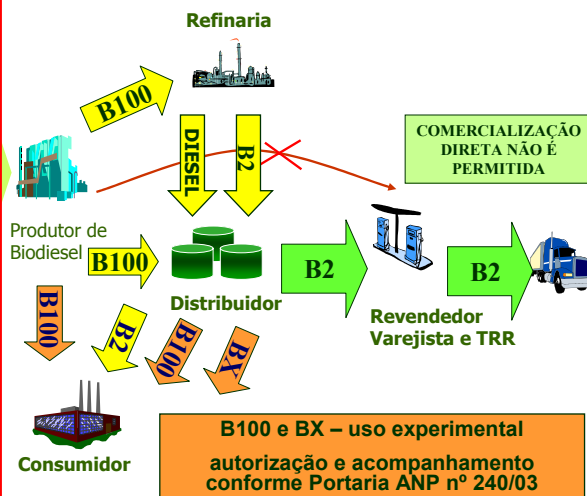 Refinaria
B100
DIESEL
B2
COMERCIALIZAÇÃO
DIRETA NÃO É
PERMITIDA
Produtor de
Biodiesel
B100
B2
B2
Distribuidor
Revendedor
Varejista e TRR
B100
B2
B100
BX
Consumidor
B100 e BX – uso experimental
autorização e acompanhamento
conforme Portaria ANP nº 240/03